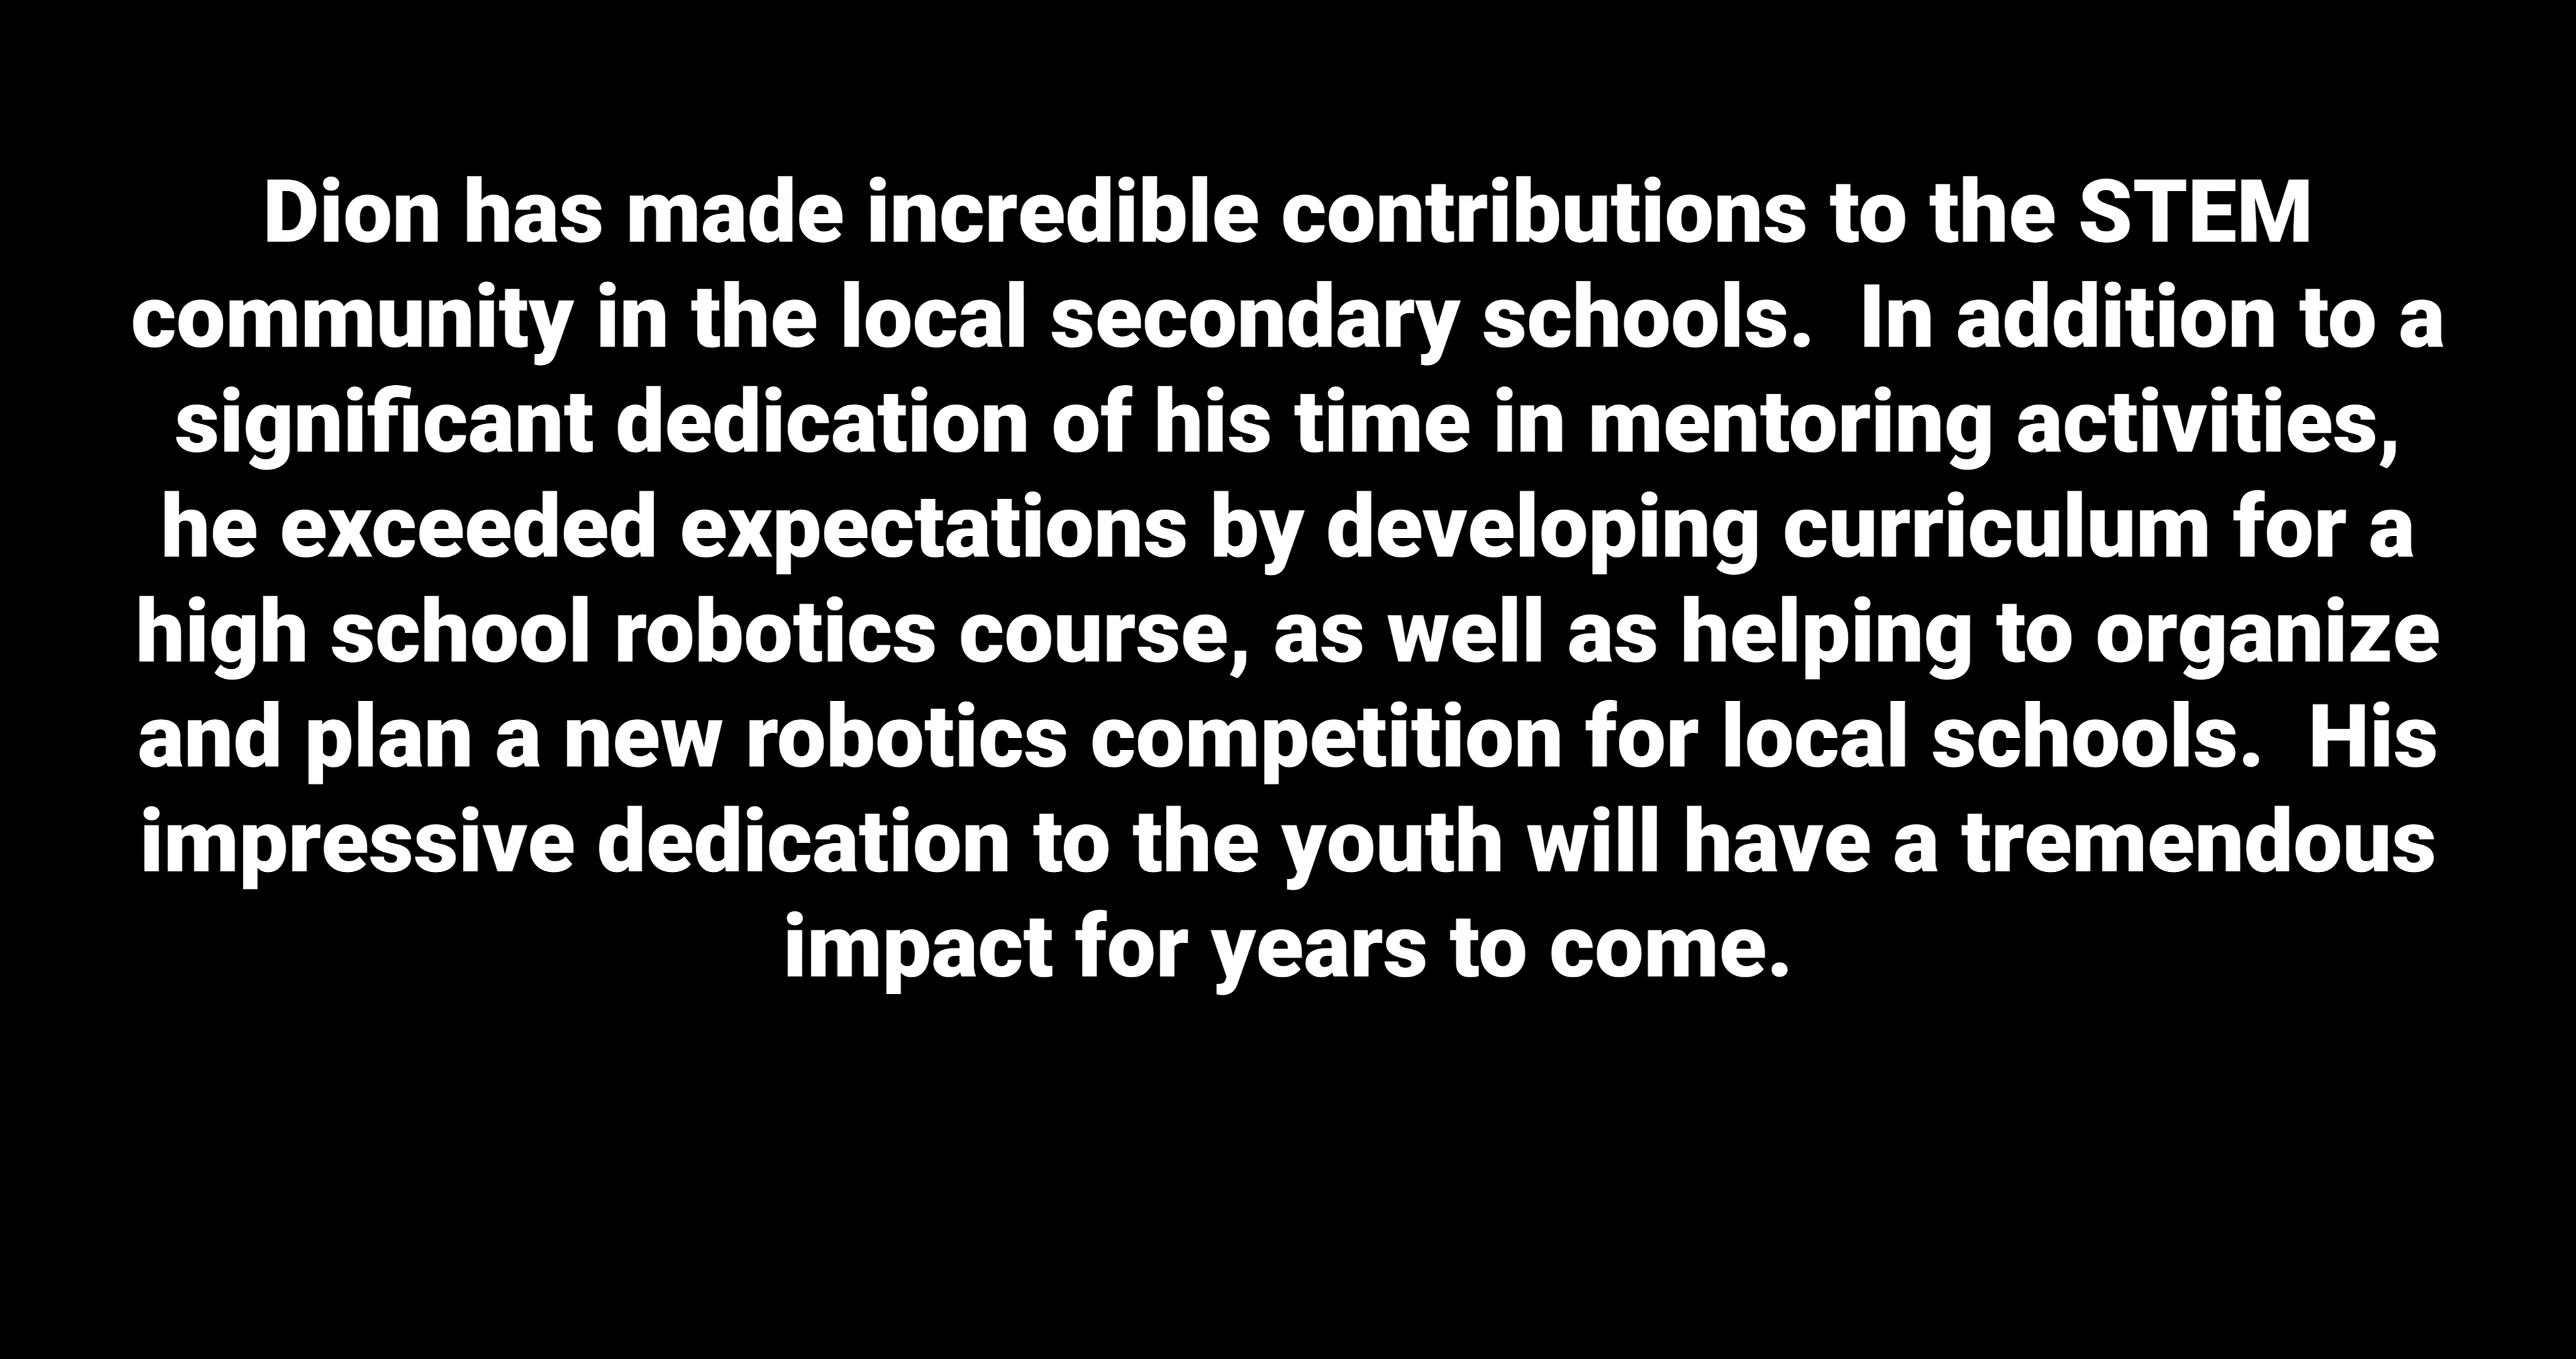 Dion has made incredible contributions to the STEM
community in the local secondary schools.  In addition to a
significant dedication of his time in mentoring activities,
he exceeded expectations by developing curriculum for a
high school robotics course, as well as helping to organize
and plan a new robotics competition for local schools.  His
impressive dedication to the youth will have a tremendous
impact for years to come.